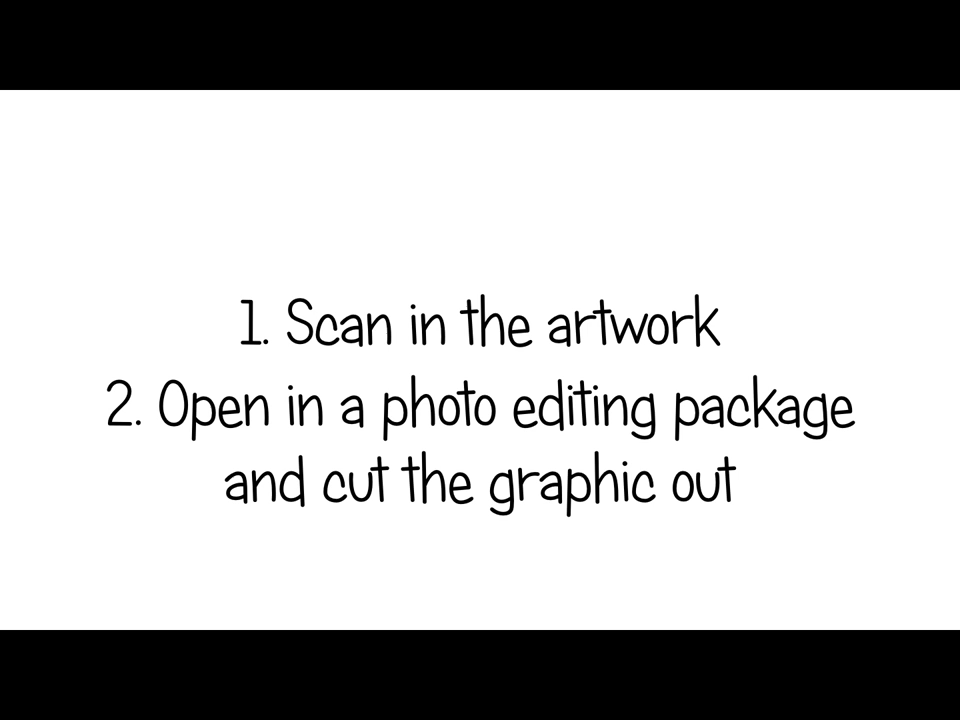 1. Scan in the artwork
2. Open in a photo editing package
and cut the graphic out